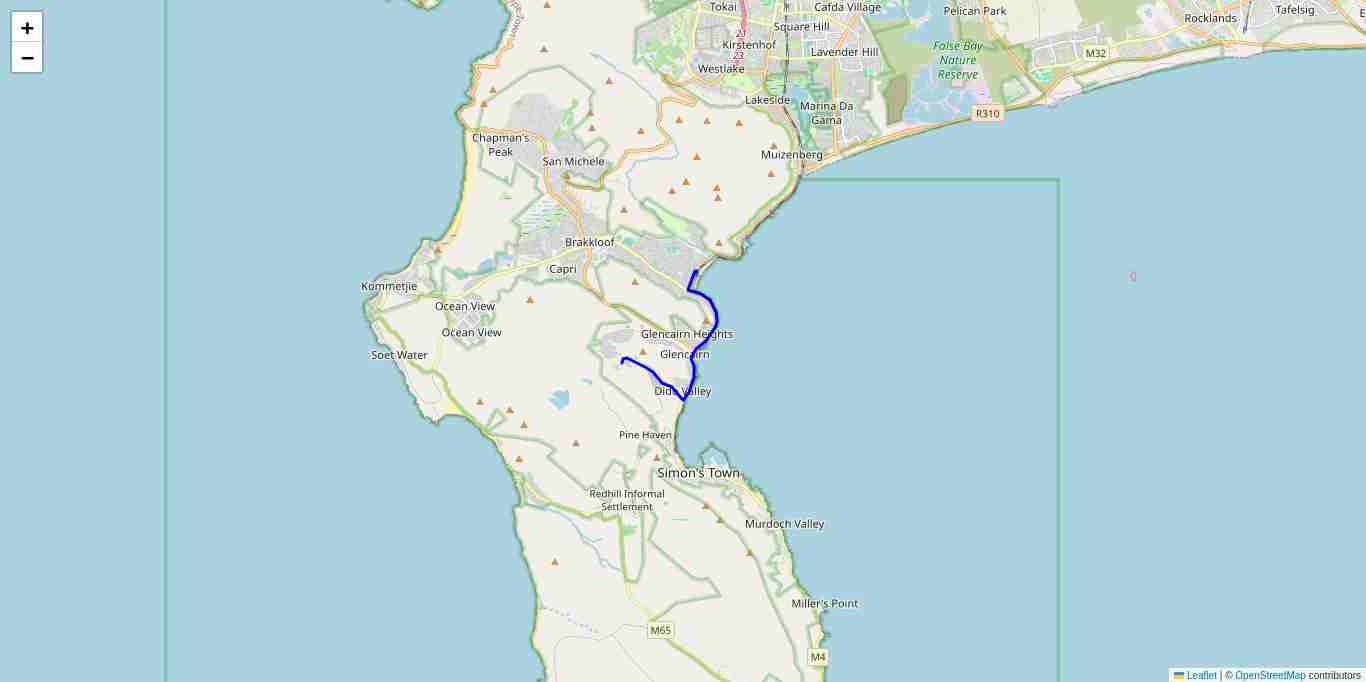 +
−
Tokai
Cafda Village
Pelican Park
Rocklands
Tafelsig
Square Hill
23
23
Kirstenhof
Lavender Hill
M32
False Bay
Nature
Reserve
Westlake
Lakeside
Marina Da
Gama
R310
Chapman's
Peak
San Michele
Muizenberg
Brakkloof
Capri
Kommetjie
Ocean View
Ocean View
Glencairn Heights
Soet Water
Glencairn
Dido Valley
Pine Haven
Simon's Town
Redhill Informal
Settlement
Murdoch Valley
Miller's Point
M65
M4
Leaflet | © OpenStreetMap contributors